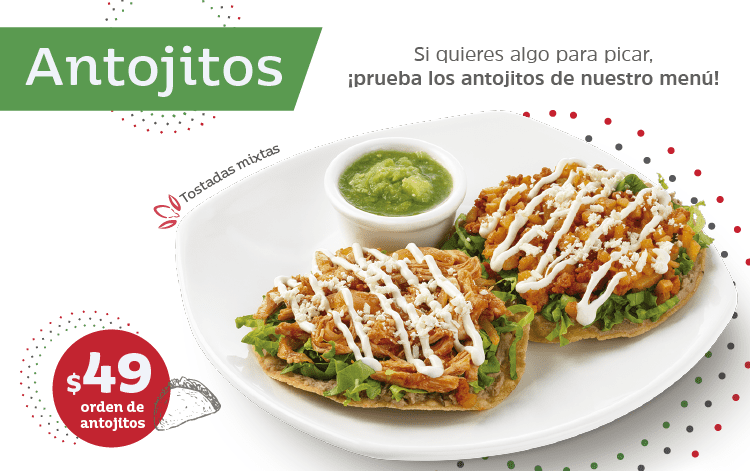 Antojitos
Si quieres algo para picar,
¡prueba los antojitos de nuestro menú!
Tostadas mixtas
$49
orden de
antojitos